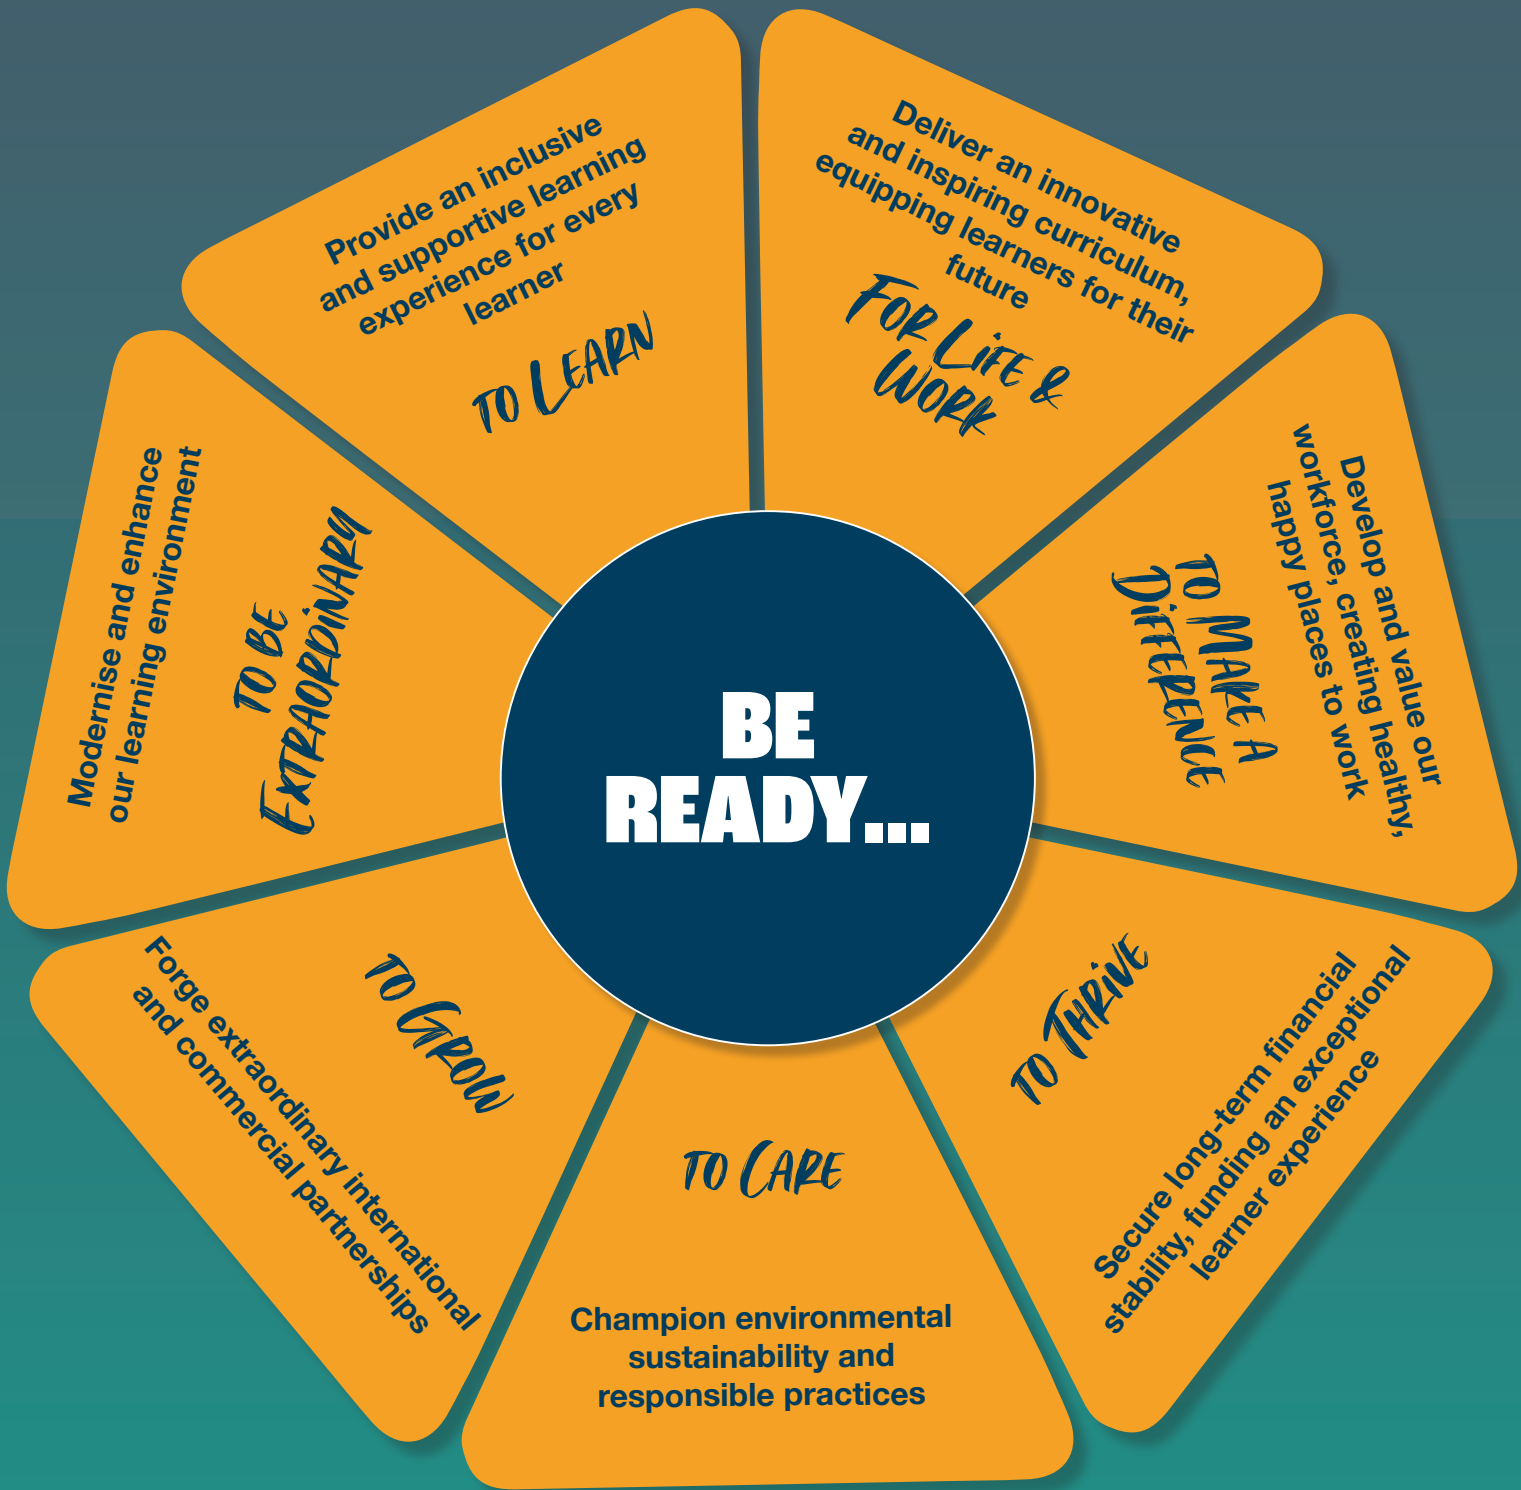 BE
READY...
Provide an inclusive
and supportive learning
experience for every
learner
TO LEARN
Deliver an innovative
and inspiring curriculum,
equipping learners for their
future
FOR LIFE &
WORK
Develop and value our
workforce, creating healthy,
happy places to work
TO MAKE A
DIFFERENCE
TO THRIVE
Secure long-term financial
stability, funding an exceptional
learner experience
TO CARE
Champion environmental
sustainability and
responsible practices
TO GROW
Forge extraordinary international
and commercial partnerships
Modernise and enhance
our learning environment
TO BE
EXTRAORDINARY